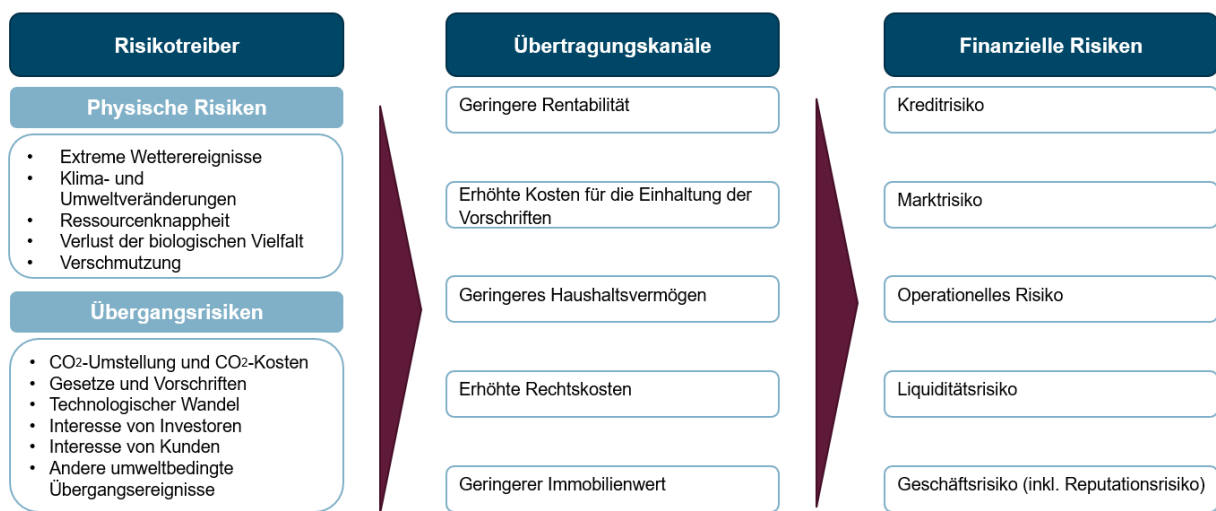 Risikotreiber
Physische Risiken
• Extreme Wetterereignisse
• Klima- und
Umweltveränderungen
• Ressourcenknappheit
• Verlust der biologischen Vielfalt
• Verschmutzung
Übergangsrisiken
• CO2-Umstellung und CO2-Kosten
• Gesetze und Vorschriften
• Technologischer Wandel
• Interesse von Investoren
• Interesse von Kunden
• Andere umweltbedingte
Übergangsereignisse
Übertragungskanäle
Geringere Rentabilität
Erhöhte Kosten für die Einhaltung der
Vorschriften
Geringeres Haushaltsvermögen
Erhöhte Rechtskosten
Geringerer Immobilienwert
Finanzielle Risiken
Kreditrisiko
Marktrisiko
Operationelles Risiko
Liquiditätsrisiko
Geschäftsrisiko (inkl. Reputationsrisiko)